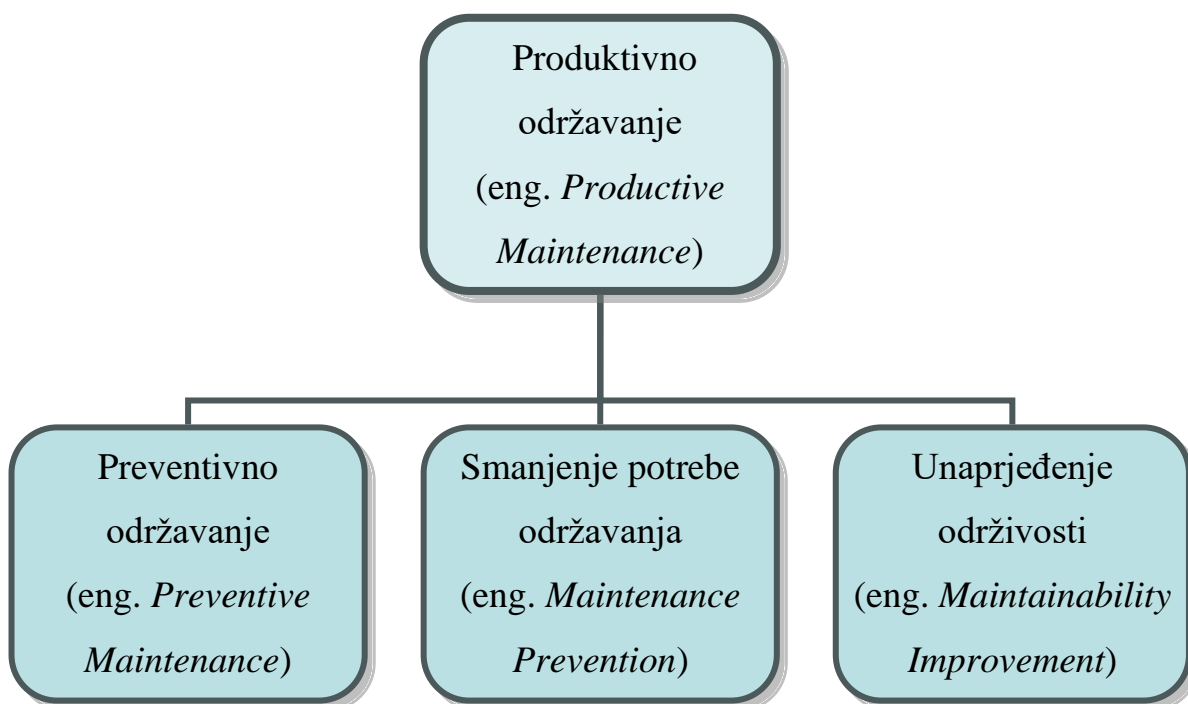 Produktivno
održavanje
(eng. Productive
Maintenance)
Preventivno
održavanje
(eng. Preventive
Maintenance)
Smanjenje potrebe
održavanja
(eng. Maintenance
Prevention)
Unaprjeđenje
održivosti
(eng. Maintainability
Improvement)